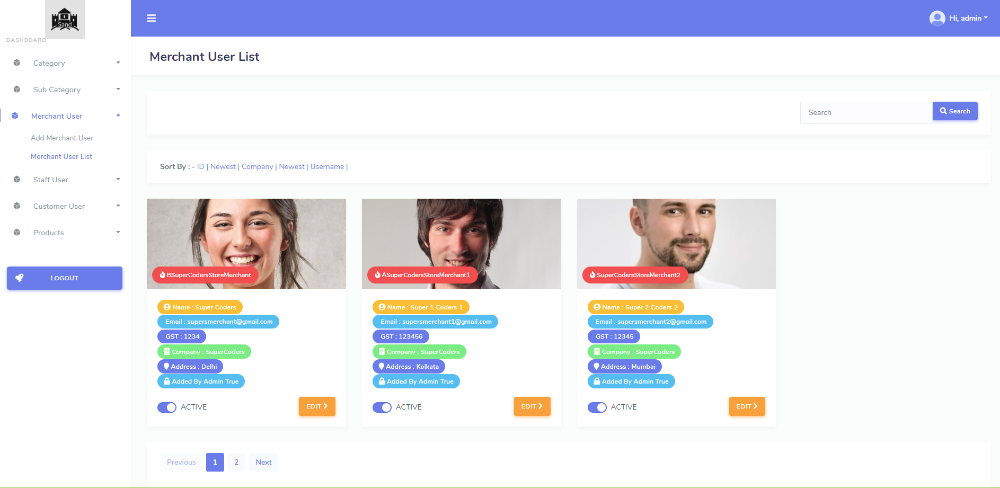 Sand
DASHBOARD
Category
Sub Category
Merchant User
Add Merchant User
Merchant User List
Staff User
Customer User
Products
LOGOUT
Hi, admin
Merchant User List
Search
Search
Sort By : - ID | Newest | Company | Newest | Username |
BSuperCodersStoreMerchant
Name : Super Coders
Email : supersmerchant@gmail.com
GST : 1234
Company : SuperCoders
Address : Delhi
Added By Admin True
ACTIVE
EDIT
ASuperCodersStoreMerchant1
Name : Super 1 Coders 1
Email : supersmerchant1@gmail.com
GST : 123456
Company : SuperCoders
Address : Kolkata
Added By Admin True
ACTIVE
EDIT
SuperCodersStoreMerchant2
Name : Super 2 Coders 2
Email : supersmerchant2@gmail.com
GST : 12345
Company : SuperCoders
Address : Mumbai
Added By Admin True
ACTIVE
EDIT
Previous 1 2 Next